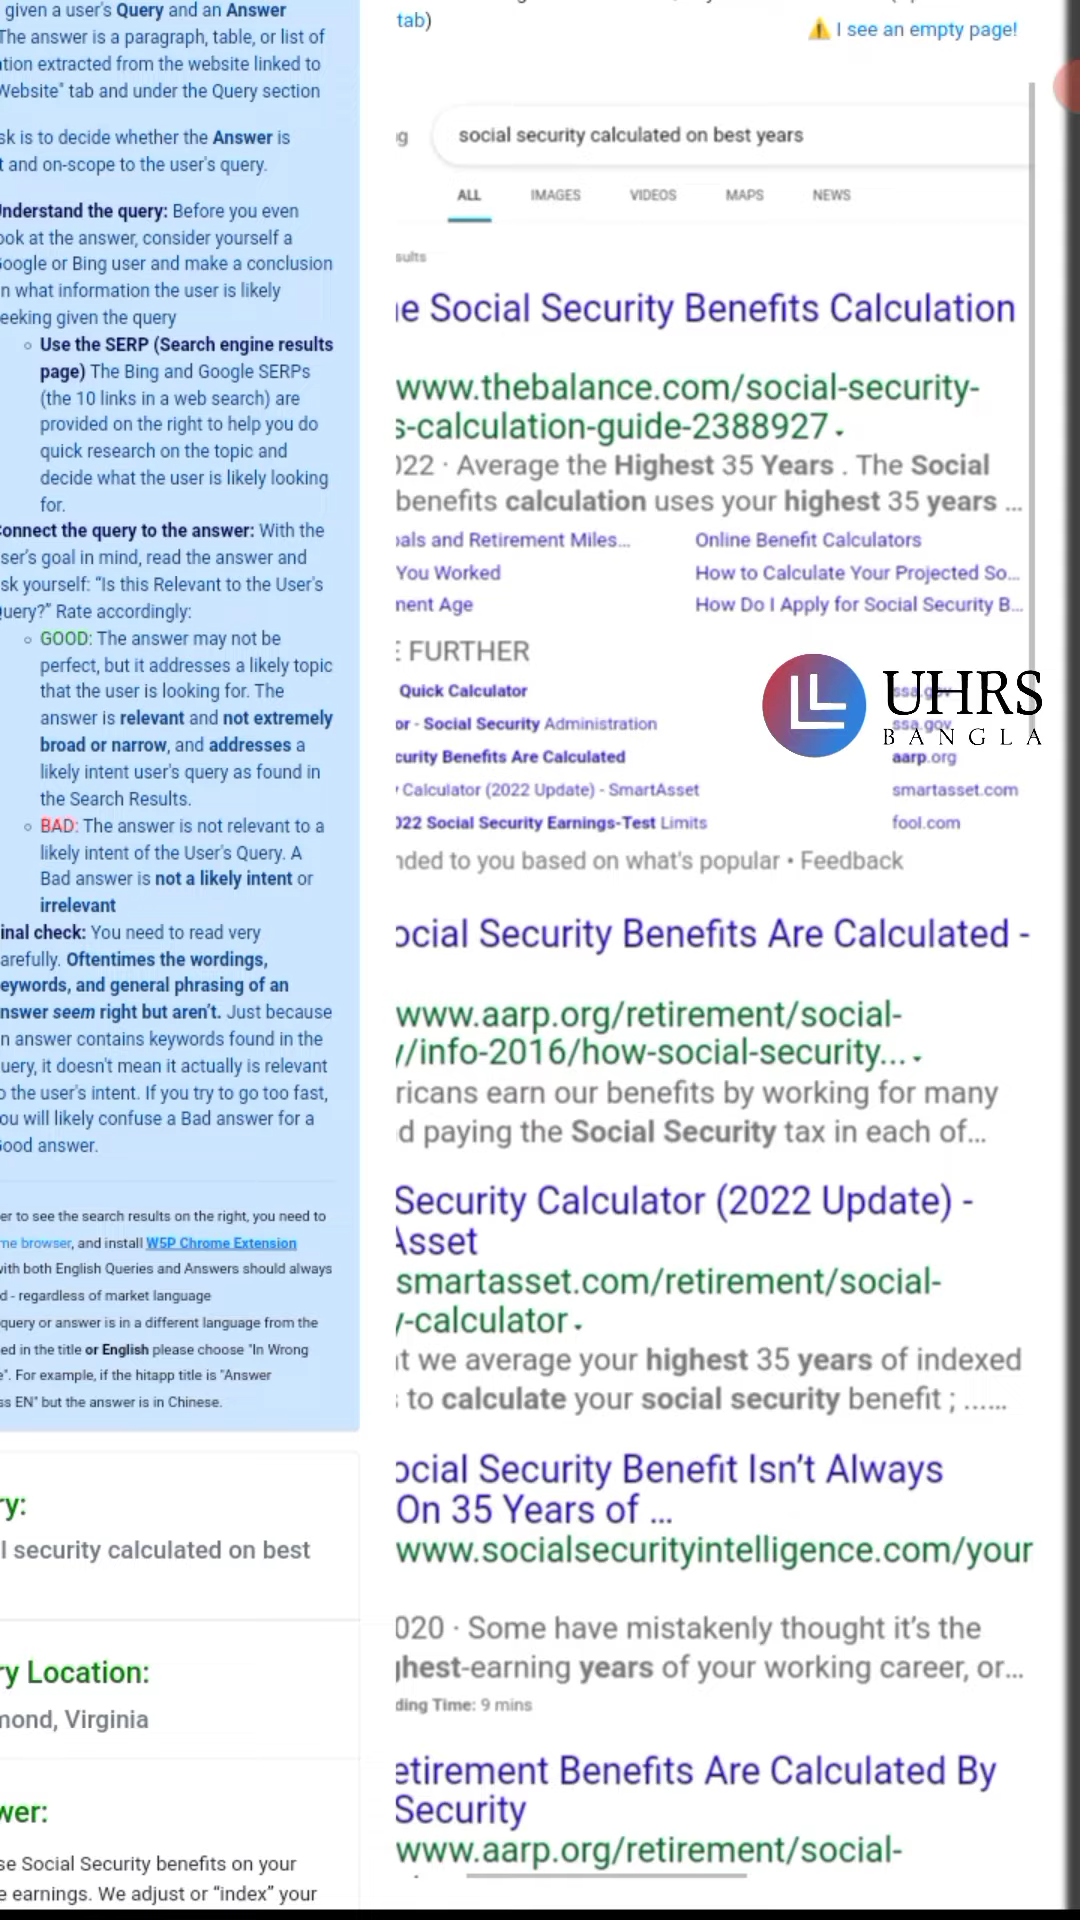 given a user's Query and an Answer
The answer is a paragraph, table, or list of
tion extracted from the website linked to
Website" tab and under the Query section
sk is to decide whether the Answer is
t and on-scope to the user's query.
Understand the query: Before you even
ook at the answer, consider yourself a
Google or Bing user and make a conclusion
n what information the user is likely
eeking given the query
Use the SERP (Search engine results
page) The Bing and Google SERPs
(the 10 links in a web search) are
provided on the right to help you do
quick research on the topic and
decide what the user is likely looking
for.
Connect the query to the answer: With the
ser's goal in mind, read the answer and
sk yourself: "Is this Relevant to the User's
Query?" Rate accordingly:
GOOD: The answer may not be
perfect, but it addresses a likely topic
that the user is looking for. The
answer is relevant and not extremely
broad or narrow, and addresses a
likely intent user's query as found in
the Search Results.
BAD: The answer is not relevant to a
likely intent of the User's Query. A
Bad answer is not a likely intent or
irrelevant
inal check: You need to read very
arefully. Oftentimes the wordings,
eywords, and general phrasing of an
nswer seem right but aren't. Just because
n answer contains keywords found in the
uery, it doesn't mean it actually is relevant
o the user's intent. If you try to go too fast,
ou will likely confuse a Bad answer for a
Good answer.
er to see the search results on the right, you need to
me browser, and install W5P Chrome Extension
with both English Queries and Answers should always
d - regardless of market language
query or answer is in a different language from the
ed in the title or English please choose "In Wrong
e". For example, if the hitapp title is "Answer
ss EN" but the answer is in Chinese.
ry:
l security calculated on best
ry Location:
mond, Virginia
wer:
se Social Security benefits on your
e earnings. We adjust or "index" your
tab)
I see an empty page!
g
social security calculated on best years
ALL IMAGES VIDEOS MAPS NEWS
sults
e Social Security Benefits Calculation
www.thebalance.com/social-security-
s-calculation-guide-2388927
022 · Average the Highest 35 Years . The Social
benefits calculation uses your highest 35 years ...
oals and Retirement Miles... Online Benefit Calculators
You Worked How to Calculate Your Projected So...
ment Age How Do I Apply for Social Security B...
E FURTHER
Quick Calculator ssa.gov
or - Social Security Administration ssa.gov
curity Benefits Are Calculated aarp.org
Calculator (2022 Update) - SmartAsset smartasset.com
022 Social Security Earnings-Test Limits fool.com
nded to you based on what's popular • Feedback
UHRS
BANGLA
ocial Security Benefits Are Calculated -
www.aarp.org/retirement/social-
y/info-2016/how-social-security...
ricans earn our benefits by working for many
d paying the Social Security tax in each of...
Security Calculator (2022 Update) -
Asset
smartasset.com/retirement/social-
y-calculator
t we average your highest 35 years of indexed
s to calculate your social security benefit ; ......
ocial Security Benefit Isn't Always
On 35 Years of ...
www.socialsecurityintelligence.com/your
020 · Some have mistakenly thought it's the
ghest-earning years of your working career, or...
ding Time: 9 mins
etirement Benefits Are Calculated By
Security
www.aarp.org/retirement/social-